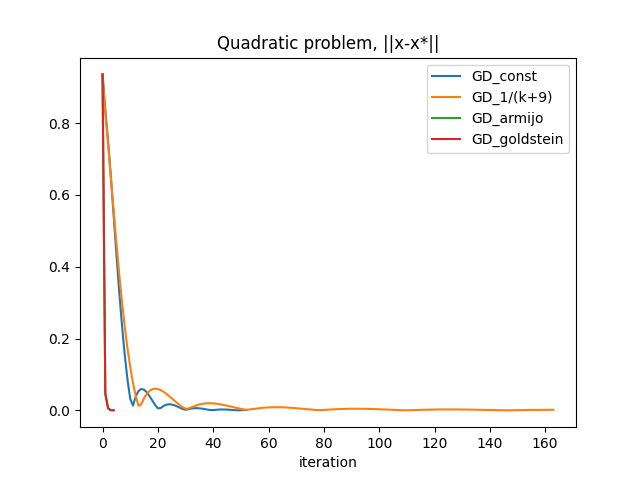 Quadratic problem, ||x-x*||
GD_const
GD_1/(k+9)
GD_armijo
GD_goldstein
0.8
0.6
0.4
0.2
0.0
0 20 40 60 80 100 120 140 160
iteration